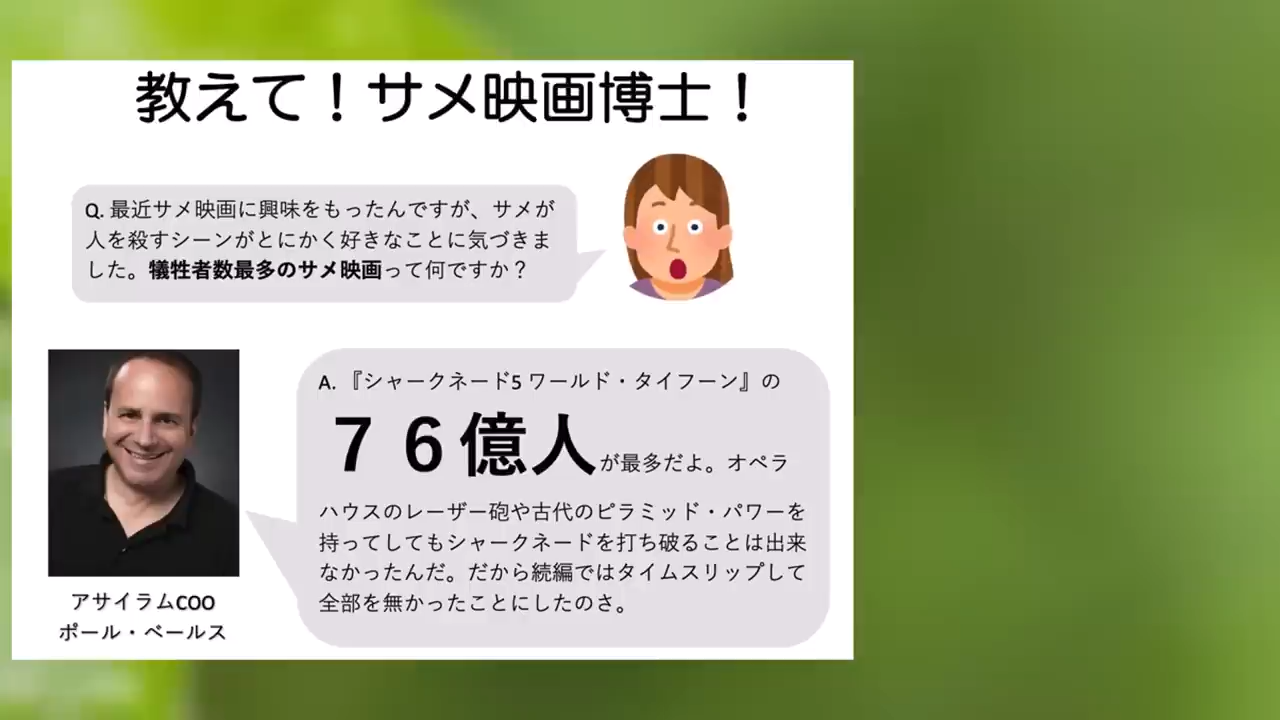 教えて！サメ映画博士！
Q. 最近サメ映画に興味をもったんですが、サメが
人を殺すシーンがとにかく好きなことに気づきま
した。犠牲者数最多のサメ映画って何ですか？
A. 『シャークネード5 ワールド・タイフーン』の
７６億人が最多だよ。オペラ
ハウスのレーザー砲や古代のピラミッド・パワーを
持ってしてもシャークネードを打ち破ることは出来
なかったんだ。だから続編ではタイムスリップして
全部を無かったことにしたのさ。
アサイラムCOO
ポール・ベールス